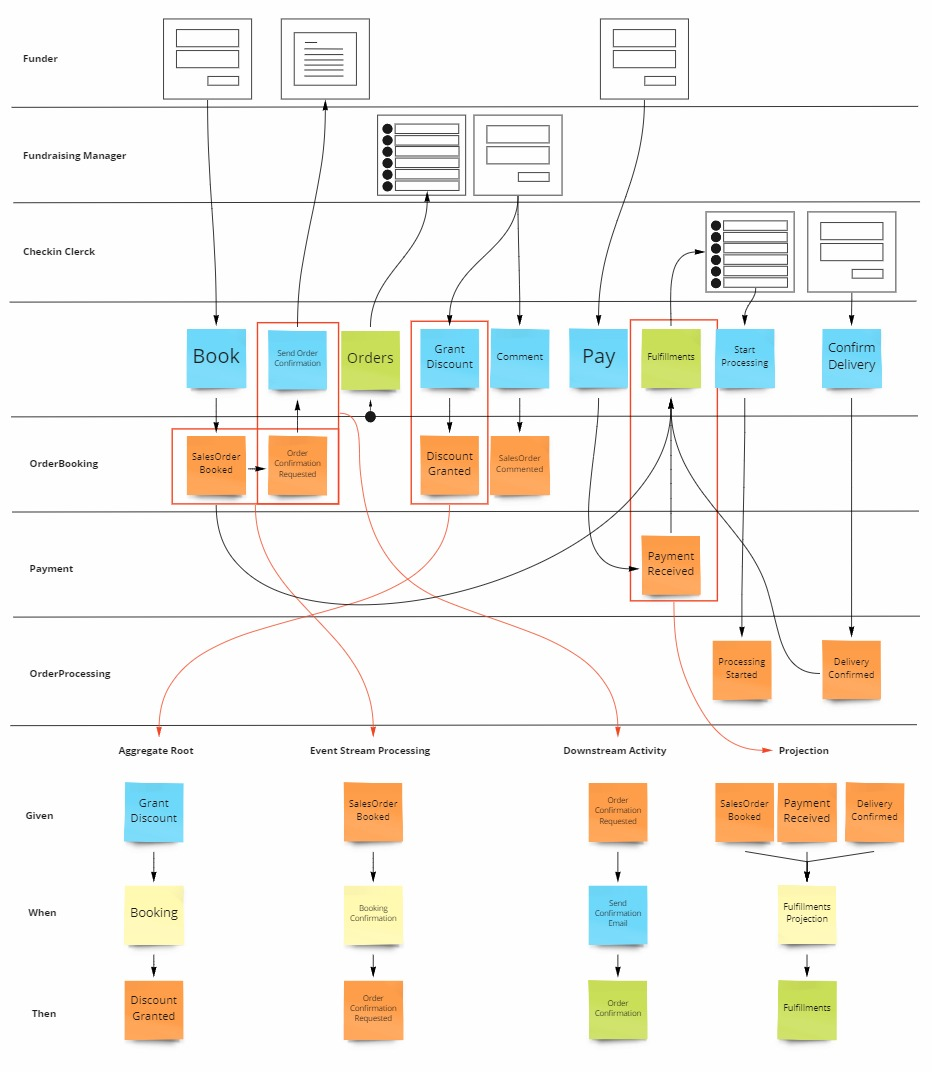 Funder
Fundraising Manager
Checkin Clerck
Book
Send Order
Confirmation
Orders
Grant
Discount
Comment
Pay
Fulfillments
Start
Processing
Confirm
Delivery
OrderBooking
SalesOrder
Booked
Order
Confirmation
Requested
Discount
Granted
SalesOrder
Commented
Payment
Payment
Received
OrderProcessing
Processing
Started
Delivery
Confirmed
Aggregate Root
Event Stream Processing
Downstream Activity
Projection
Given
Grant
Discount
SalesOrder
Booked
Order
Confirmation
Requested
SalesOrder
Booked
Payment
Received
Delivery
Confirmed
When
Booking
Booking
Confirmation
Send
Confirmation
Email
Fulfillments
Projection
Then
Discount
Granted
Order
Confirmation
Requested
Order
Confirmation
Fulfillments